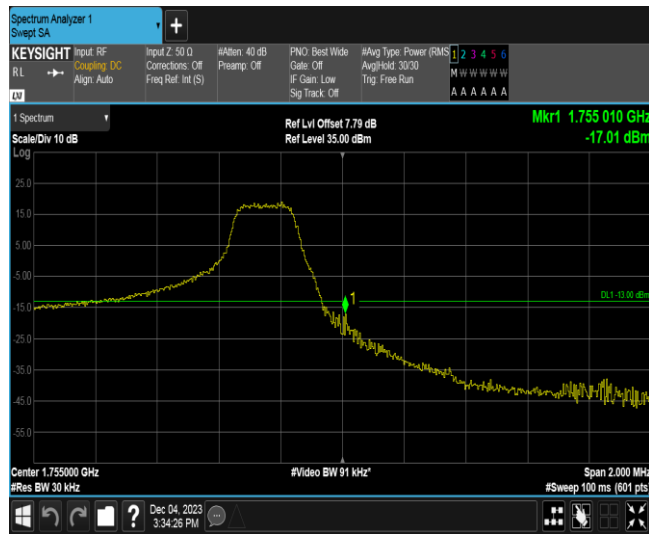 Spectrum Analyzer 1
Swept SA
+
KEYSIGHT
RL
LXI
Input: RF
Coupling: DC
Align: Auto
Input Z: 50 Ω
Corrections: Off
Freq Ref: Int (S)
#Atten: 40 dB
Preamp: Off
PNO: Best Wide
Gate: Off
IF Gain: Low
Sig Track: Off
#Avg Type: Power (RMS
Avg|Hold: 30/30
Trig: Free Run
1 2 3 4 5 6
M W W W W W
A A A A A A
1 Spectrum
Scale/Div 10 dB
Ref Lvl Offset 7.79 dB
Ref Level 35.00 dBm
Mkr1 1.755 010 GHz
-17.01 dBm
Log
25.0
15.0
5.00
-5.00
-15.0
-25.0
-35.0
-45.0
-55.0
1
DL1 -13.00 dBm
Center 1.755000 GHz
#Res BW 30 kHz
#Video BW 91 kHz*
Span 2.000 MHz
#Sweep 100 ms (601 pts)
?
Dec 04, 2023
3:34:26 PM